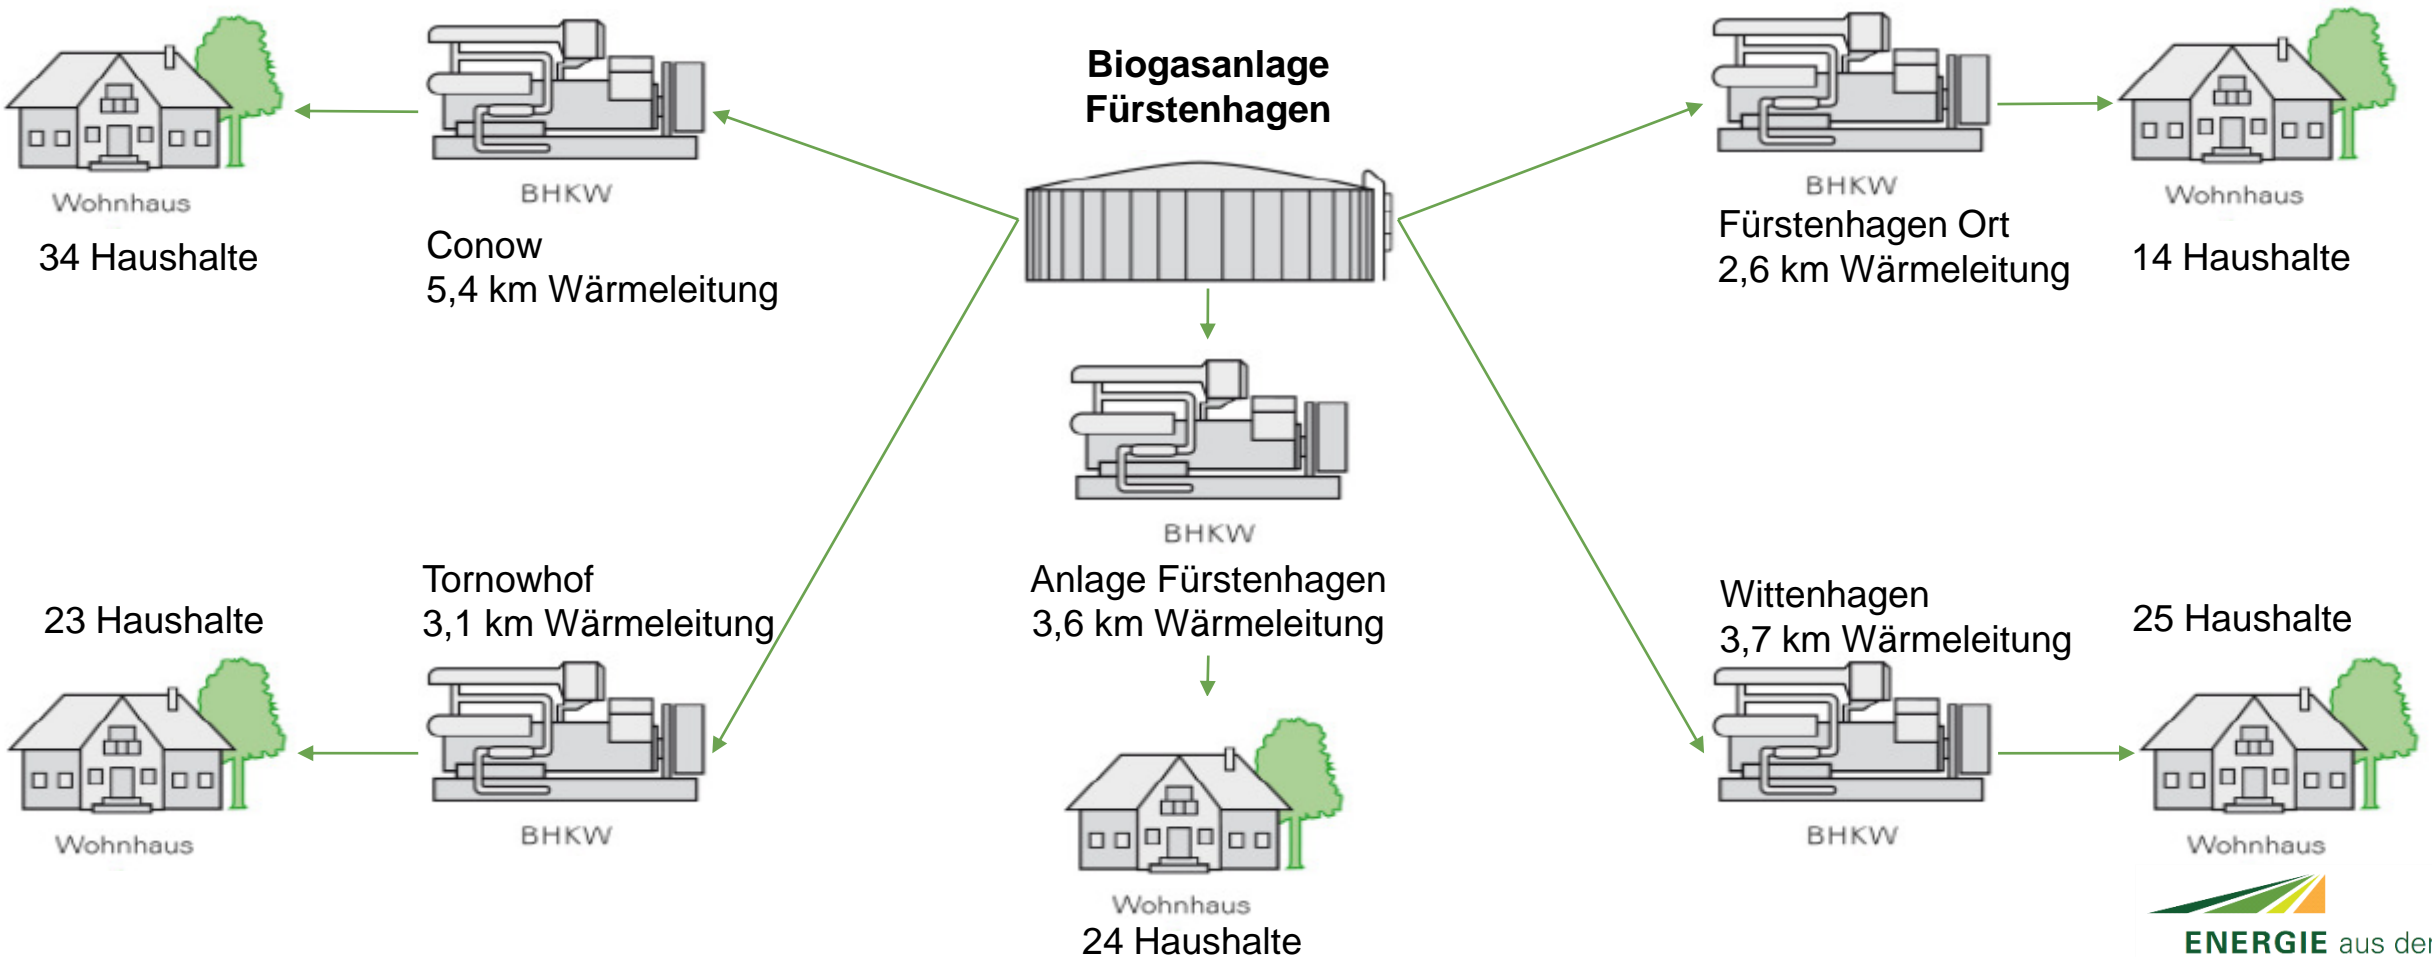 Biogasanlage
Fürstenhagen
Wohnhaus
34 Haushalte
BHKW
Conow
5,4 km Wärmeleitung
BHKW
Fürstenhagen Ort
2,6 km Wärmeleitung
Wohnhaus
14 Haushalte
BHKW
Anlage Fürstenhagen
3,6 km Wärmeleitung
Wohnhaus
24 Haushalte
23 Haushalte
Wohnhaus
Tornowhof
3,1 km Wärmeleitung
BHKW
Wittenhagen
3,7 km Wärmeleitung
BHKW
25 Haushalte
Wohnhaus
ENERGIE aus der